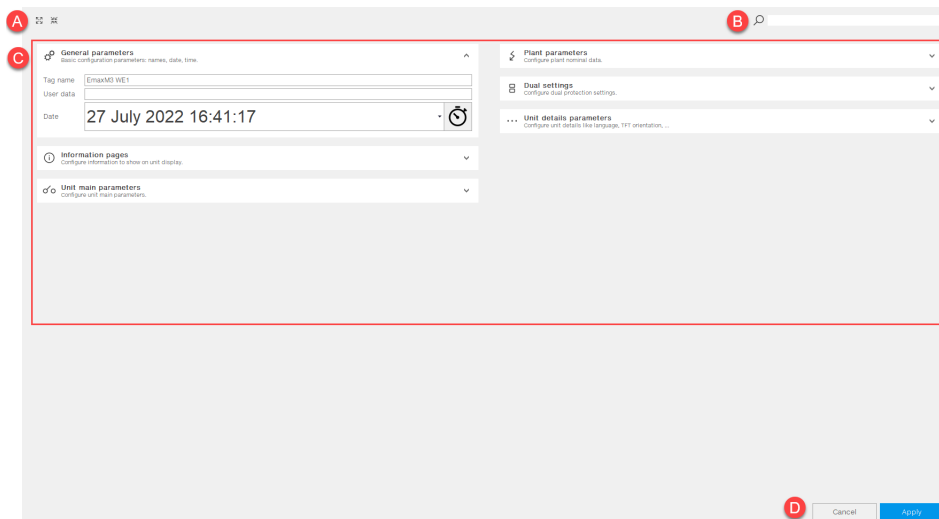 A
B
C
General parameters
Basic configuration parameters: names, date, time.
Tag name EmaxM3 WE1
User data
Date 27 July 2022 16:41:17
Information pages
Configure information to show on unit display.
Unit main parameters
Configure unit main parameters.
Plant parameters
Configure plant nominal data.
Dual settings
Configure dual protection settings.
Unit details parameters
Configure unit details like language, TFT orientation, ...
D
Cancel Apply